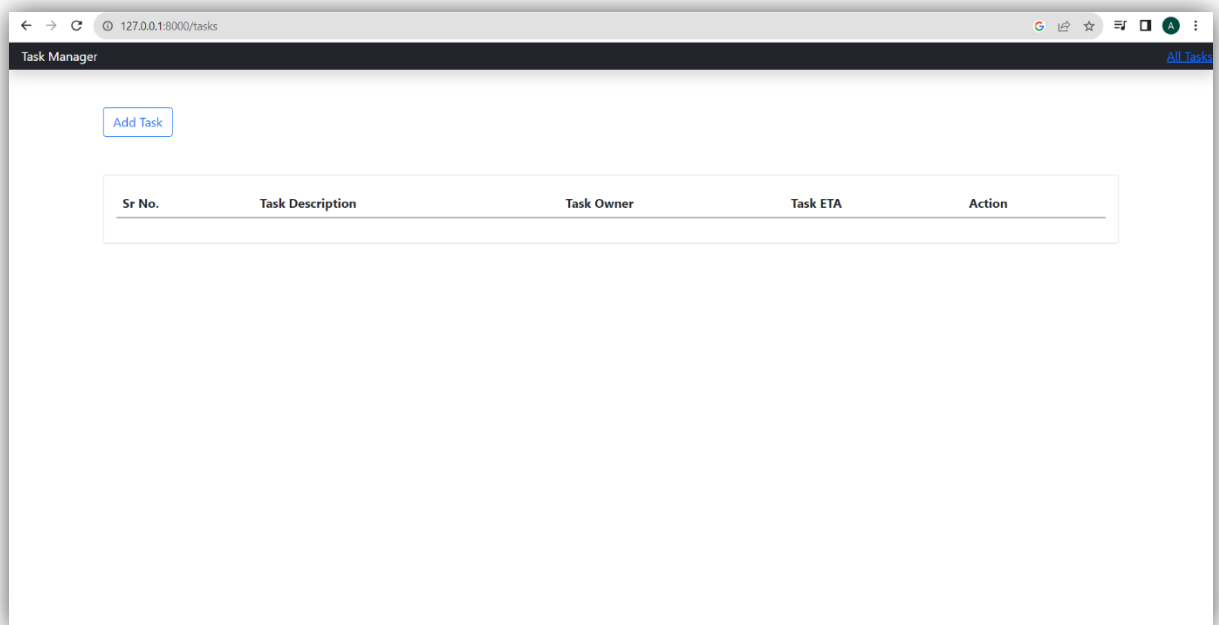 127.0.0.1:8000/tasks
G
A
Task Manager
All Tasks
Add Task
Sr No. Task Description Task Owner Task ETA Action